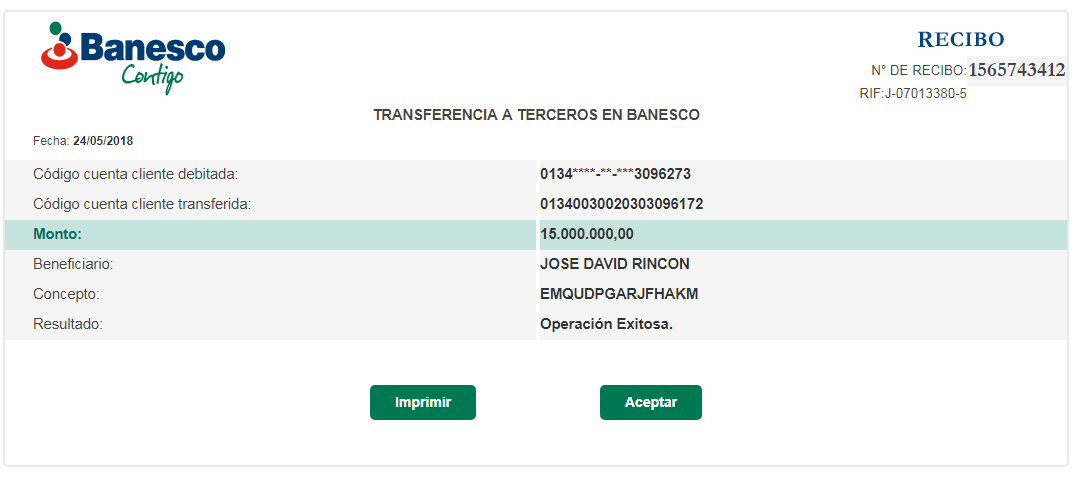 Banesco
Contigo
RECIBO
N° DE RECIBO: 1565743412
RIF:J-07013380-5
TRANSFERENCIA A TERCEROS EN BANESCO
Fecha: 24/05/2018
Código cuenta cliente debitada: 0134****-**-***3096273
Código cuenta cliente transferida: 01340030020303096172
Monto: 15.000.000,00
Beneficiario: JOSE DAVID RINCON
Concepto: EMQUDPGARJFHAKM
Resultado: Operación Exitosa.
Imprimir Aceptar